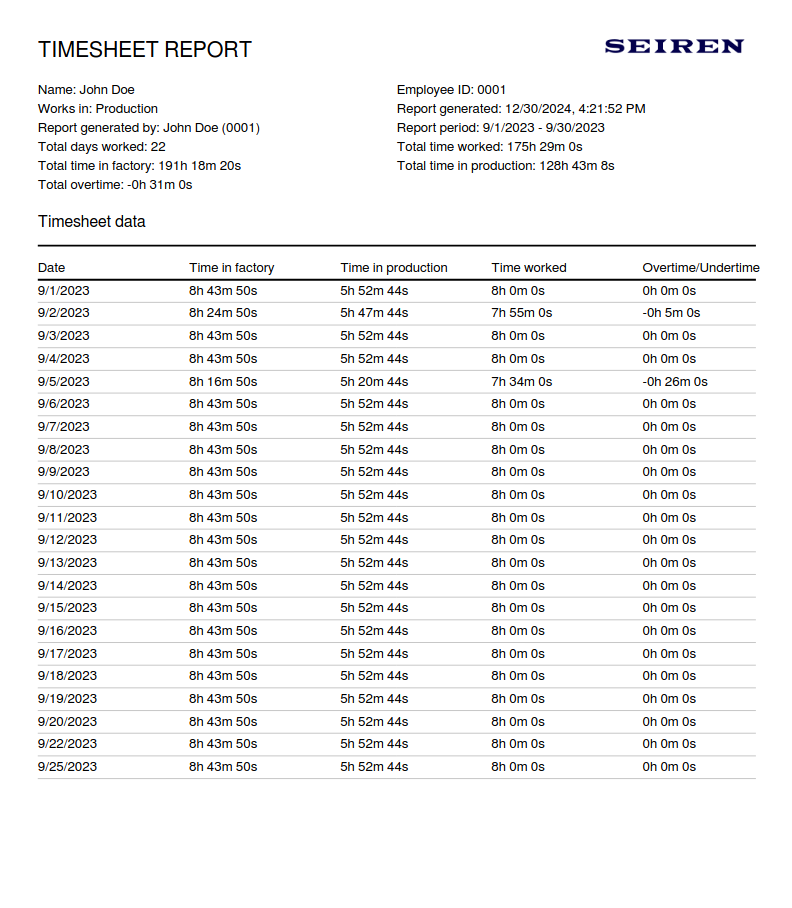 TIMESHEET REPORT
SEIREN
Name: John Doe
Employee ID: 0001
Works in: Production
Report generated: 12/30/2024, 4:21:52 PM
Report generated by: John Doe (0001)
Report period: 9/1/2023 - 9/30/2023
Total days worked: 22
Total time worked: 175h 29m 0s
Total time in factory: 191h 18m 20s
Total time in production: 128h 43m 8s
Total overtime: -0h 31m 0s
Timesheet data
Date Time in factory Time in production Time worked Overtime/Undertime
9/1/2023 8h 43m 50s 5h 52m 44s 8h 0m 0s 0h 0m 0s
9/2/2023 8h 24m 50s 5h 47m 44s 7h 55m 0s -0h 5m 0s
9/3/2023 8h 43m 50s 5h 52m 44s 8h 0m 0s 0h 0m 0s
9/4/2023 8h 43m 50s 5h 52m 44s 8h 0m 0s 0h 0m 0s
9/5/2023 8h 16m 50s 5h 20m 44s 7h 34m 0s -0h 26m 0s
9/6/2023 8h 43m 50s 5h 52m 44s 8h 0m 0s 0h 0m 0s
9/7/2023 8h 43m 50s 5h 52m 44s 8h 0m 0s 0h 0m 0s
9/8/2023 8h 43m 50s 5h 52m 44s 8h 0m 0s 0h 0m 0s
9/9/2023 8h 43m 50s 5h 52m 44s 8h 0m 0s 0h 0m 0s
9/10/2023 8h 43m 50s 5h 52m 44s 8h 0m 0s 0h 0m 0s
9/11/2023 8h 43m 50s 5h 52m 44s 8h 0m 0s 0h 0m 0s
9/12/2023 8h 43m 50s 5h 52m 44s 8h 0m 0s 0h 0m 0s
9/13/2023 8h 43m 50s 5h 52m 44s 8h 0m 0s 0h 0m 0s
9/14/2023 8h 43m 50s 5h 52m 44s 8h 0m 0s 0h 0m 0s
9/15/2023 8h 43m 50s 5h 52m 44s 8h 0m 0s 0h 0m 0s
9/16/2023 8h 43m 50s 5h 52m 44s 8h 0m 0s 0h 0m 0s
9/17/2023 8h 43m 50s 5h 52m 44s 8h 0m 0s 0h 0m 0s
9/18/2023 8h 43m 50s 5h 52m 44s 8h 0m 0s 0h 0m 0s
9/19/2023 8h 43m 50s 5h 52m 44s 8h 0m 0s 0h 0m 0s
9/20/2023 8h 43m 50s 5h 52m 44s 8h 0m 0s 0h 0m 0s
9/22/2023 8h 43m 50s 5h 52m 44s 8h 0m 0s 0h 0m 0s
9/25/2023 8h 43m 50s 5h 52m 44s 8h 0m 0s 0h 0m 0s